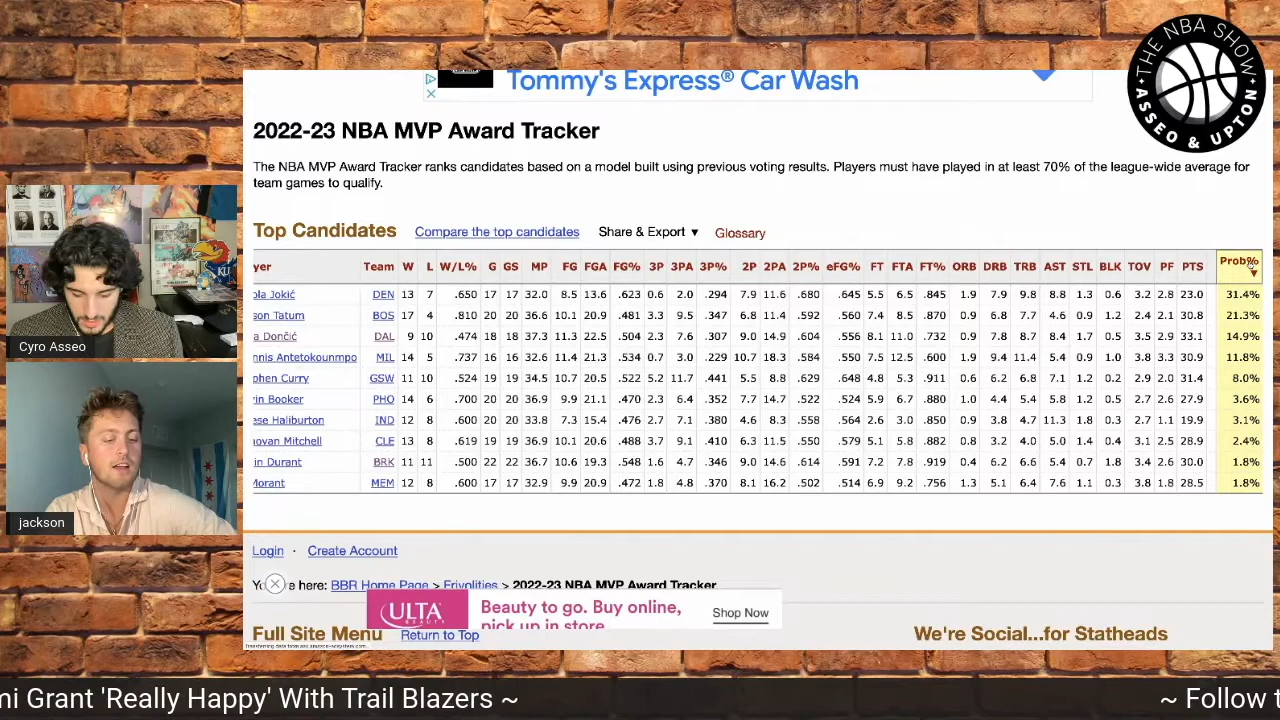 THE NBA SHOW
ASSEO & UPTON
Tommy's Express® Car Wash
2022-23 NBA MVP Award Tracker
The NBA MVP Award Tracker ranks candidates based on a model built using previous voting results. Players must have played in at least 70% of the league-wide average for
team games to qualify.
Top Candidates Compare the top candidates Share & Export ▼ Glossary
yer Team W L W/L% G GS MP FG FGA FG% 3P 3PA 3P% 2P 2PA 2P% eFG% FT FTA FT% ORB DRB TRB AST STL BLK TOV PF PTS Prob%
ola Jokić DEN 13 7 .650 17 17 32.0 8.5 13.6 .623 0.6 2.0 .294 7.9 11.6 .680 .645 5.5 6.5 .845 1.9 7.9 9.8 8.8 1.3 0.6 3.2 2.8 23.0 31.4%
son Tatum BOS 17 4 .810 20 20 36.6 10.1 20.9 .481 3.3 9.5 .347 6.8 11.4 .592 .560 7.4 8.5 .870 0.9 6.8 7.7 4.6 0.9 1.2 2.4 2.1 30.8 21.3%
a Dončić DAL 9 10 .474 18 18 37.3 11.3 22.5 .504 2.3 7.6 .307 9.0 14.9 .604 .556 8.1 11.0 .732 0.9 7.8 8.7 8.4 1.7 0.5 3.5 2.9 33.1 14.9%
nnis Antetokounmpo MIL 14 5 .737 16 16 32.6 11.4 21.3 .534 0.7 3.0 .229 10.7 18.3 .584 .550 7.5 12.5 .600 1.9 9.4 11.4 5.4 0.9 1.0 3.8 3.3 30.9 11.8%
phen Curry GSW 11 10 .524 19 19 34.5 10.7 20.5 .522 5.2 11.7 .441 5.5 8.8 .629 .648 4.8 5.3 .911 0.6 6.2 6.8 7.1 1.2 0.2 2.9 2.0 31.4 8.0%
vin Booker PHO 14 6 .700 20 20 36.9 9.9 21.1 .470 2.3 6.4 .352 7.7 14.7 .522 .524 5.9 6.7 .880 1.0 4.4 5.4 5.8 1.2 0.5 2.7 2.6 27.9 3.6%
ese Haliburton IND 12 8 .600 20 20 33.8 7.3 15.4 .476 2.7 7.1 .380 4.6 8.3 .558 .564 2.6 3.0 .850 0.9 3.8 4.7 11.3 1.8 0.3 2.7 1.1 19.9 3.1%
novan Mitchell CLE 13 8 .619 19 19 36.9 10.1 20.6 .488 3.7 9.1 .410 6.3 11.5 .550 .579 5.1 5.8 .882 0.8 3.2 4.0 5.0 1.4 0.4 3.1 2.5 28.9 2.4%
in Durant BRK 11 11 .500 22 22 36.7 10.6 19.3 .548 1.6 4.7 .346 9.0 14.6 .614 .591 7.2 7.8 .919 0.4 6.2 6.6 5.4 0.7 1.8 3.4 2.6 30.0 1.8%
Morant MEM 12 8 .600 17 17 32.9 9.9 20.9 .472 1.8 4.8 .370 8.1 16.2 .502 .514 6.9 9.2 .756 1.3 5.1 6.4 7.6 1.1 0.3 3.8 1.8 28.5 1.8%
Cyro Asseo
KU
jackson
Login · Create Account
here: BBR Home Page > Frivolities > 2022-23 NBA MVP Award Tracker
ULTA
BEAUTY
Beauty to go. Buy online,
pick up in store.
Shop Now
Full Site Menu Return to Top We're Social...for Statheads
mi Grant 'Really Happy' With Trail Blazers ~ ~ Follow t